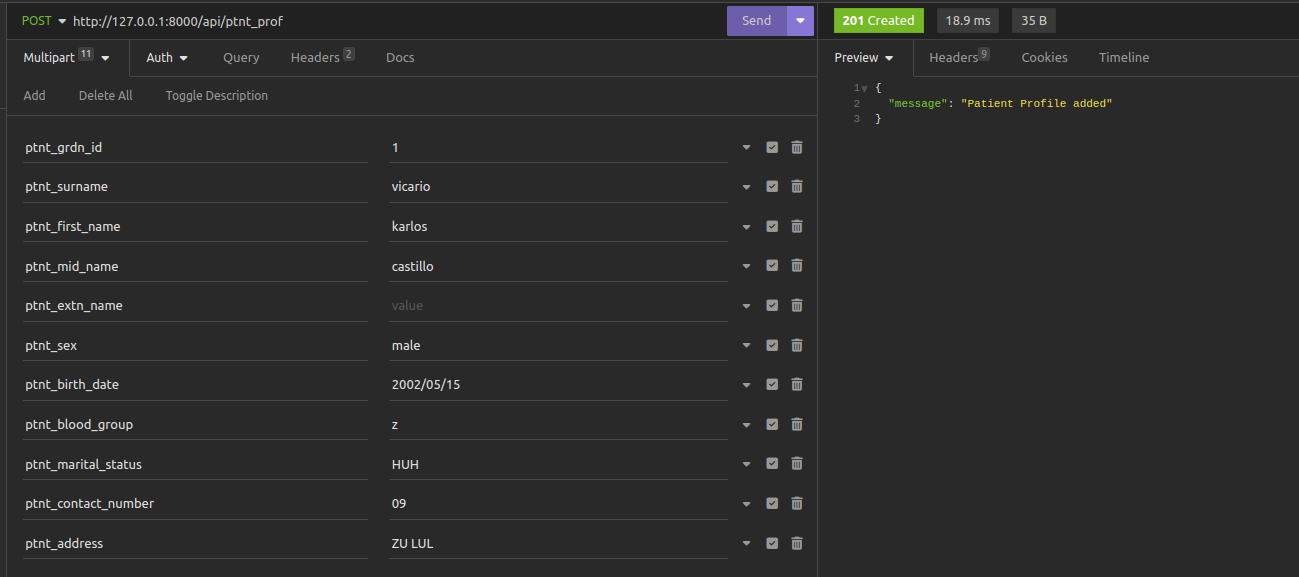 POST http://127.0.0.1:8000/api/ptnt_prof Send 201 Created 18.9 ms 35 B
Multipart 11 Auth Query Headers 2 Docs Preview Headers 9 Cookies Timeline
Add Delete All Toggle Description
1 {
2 "message": "Patient Profile added"
3 }
ptnt_grdn_id 1
ptnt_surname vicario
ptnt_first_name karlos
ptnt_mid_name castillo
ptnt_extn_name value
ptnt_sex male
ptnt_birth_date 2002/05/15
ptnt_blood_group z
ptnt_marital_status HUH
ptnt_contact_number 09
ptnt_address ZU LUL